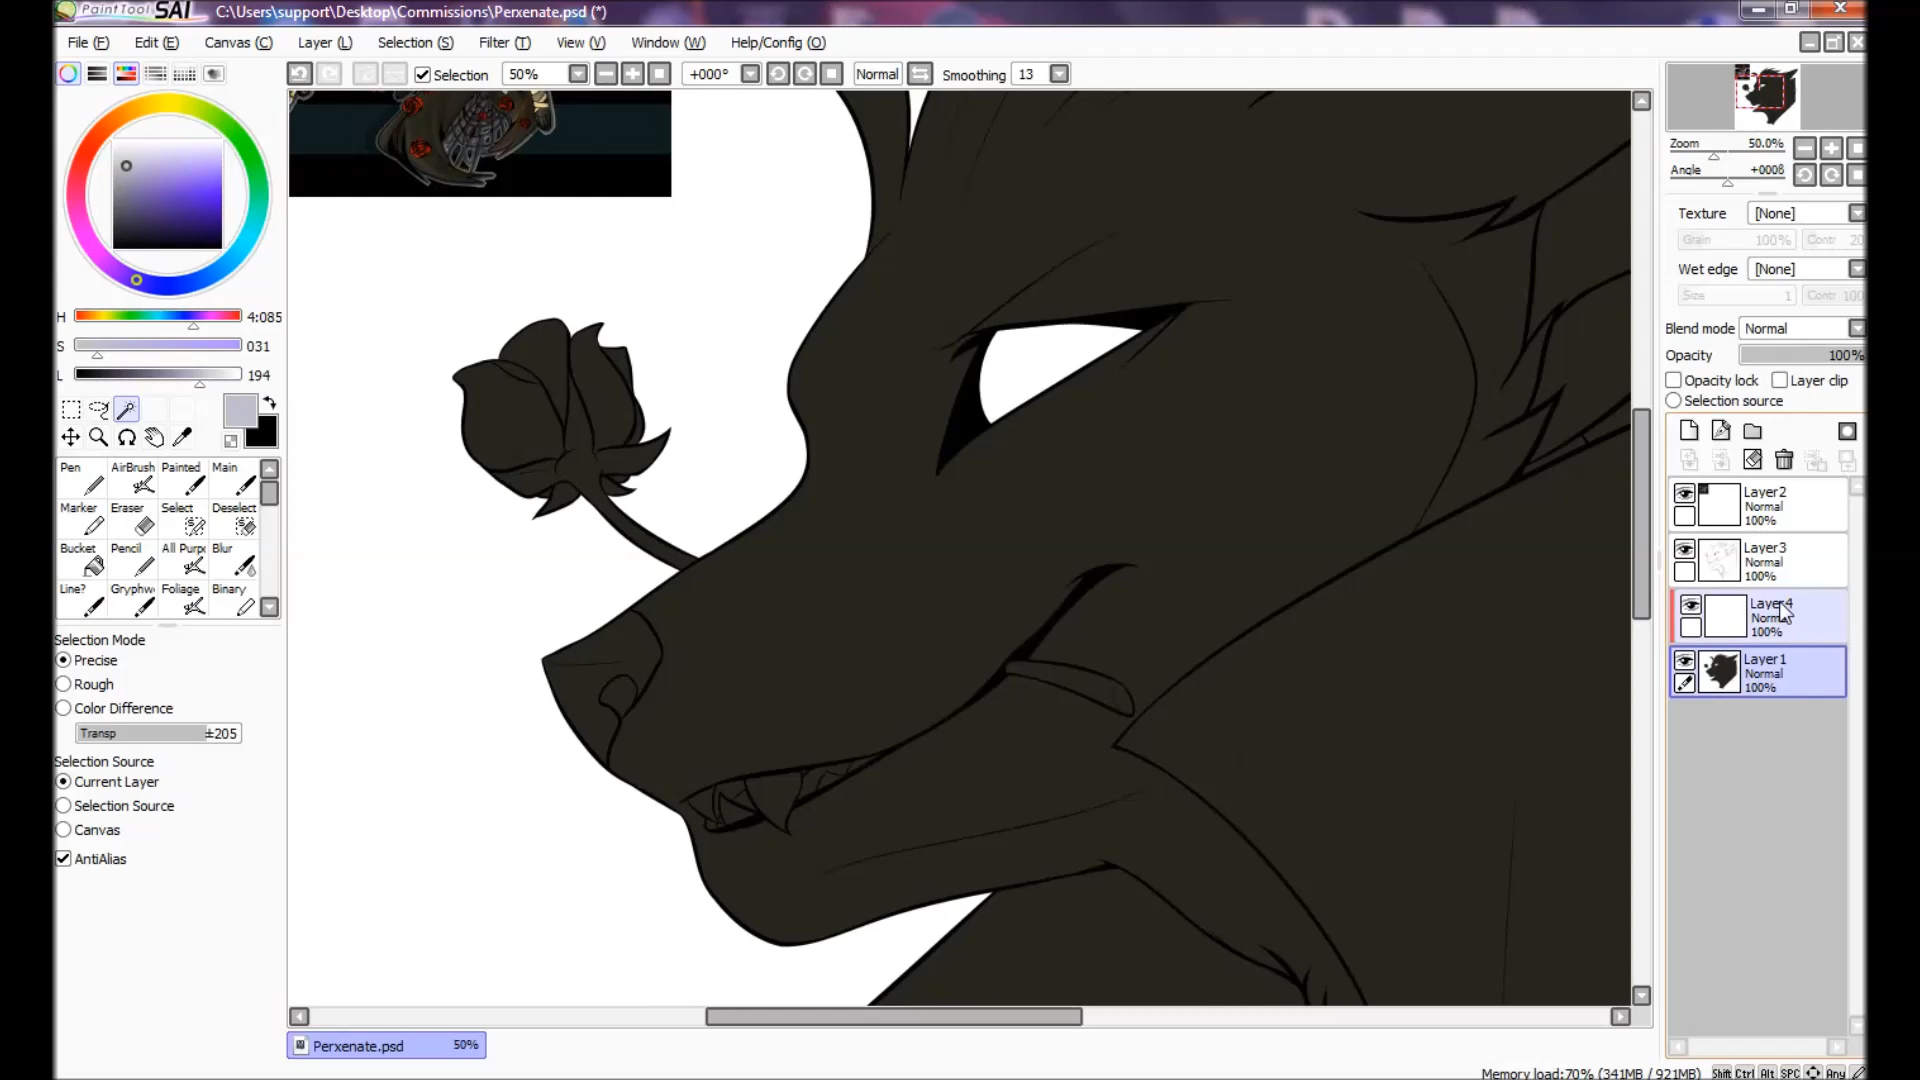 PaintTool SAI C:\Users\support\Desktop\Commissions\Perxenate.psd (*)
File (F) Edit (E) Canvas (C) Layer (L) Selection (S) Filter (T) View (V) Window (W) Help/Config (O)
Selection 50% +000° Normal Smoothing 13
Zoom 50.0%
Angle +000
Texture [None]
Grain 100% Contr 20
Wet edge [None]
Size 1 Contr 100
Blend mode Normal
Opacity 100%
Opacity lock Layer clip
Selection source
H 4:085
S 031
L 194
Pen AirBrush Painted Main
Marker Eraser Select Deselect
Bucket Pencil All Purp Blur
Line? Gryphw Foliage Binary
Selection Mode
Precise
Rough
Color Difference
Transp ±205
Selection Source
Current Layer
Selection Source
Canvas
AntiAlias
Layer2
Normal
100%
Layer3
Normal
100%
Layer4
Normal
100%
Layer1
Normal
100%
Perxenate.psd 50%
Memory load:70% (341MB / 921MB) Shift Ctrl Alt SPC Any